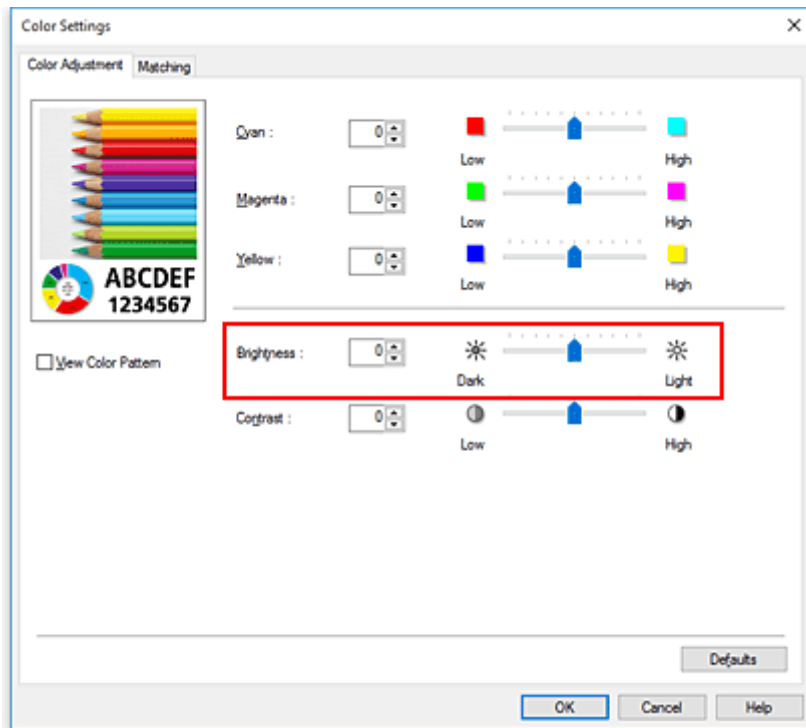 Color Settings
Color Adjustment Matching
Cyan : 0
Low High
Magenta : 0
Low High
Yellow : 0
Low High
ABCDEF
1234567
View Color Pattern
Brightness : 0
Dark Light
Contrast : 0
Low High
Defaults
OK Cancel Help